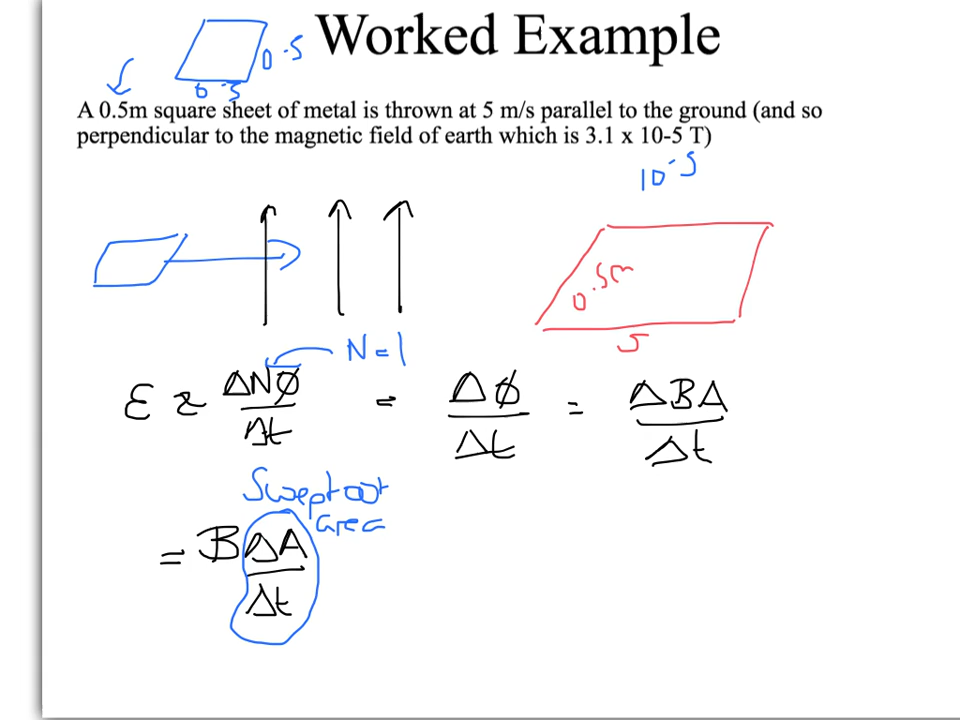 Worked Example
0.5
0.5
A 0.5m square sheet of metal is thrown at 5 m/s parallel to the ground (and so
perpendicular to the magnetic field of earth which is 3.1 x 10-5 T)
10⁻⁵
0.5m
5
N=1
ε ≈ ΔNϕ/Δt = Δϕ/Δt = ΔBA/Δt
Swept out
area
= BΔA/Δt